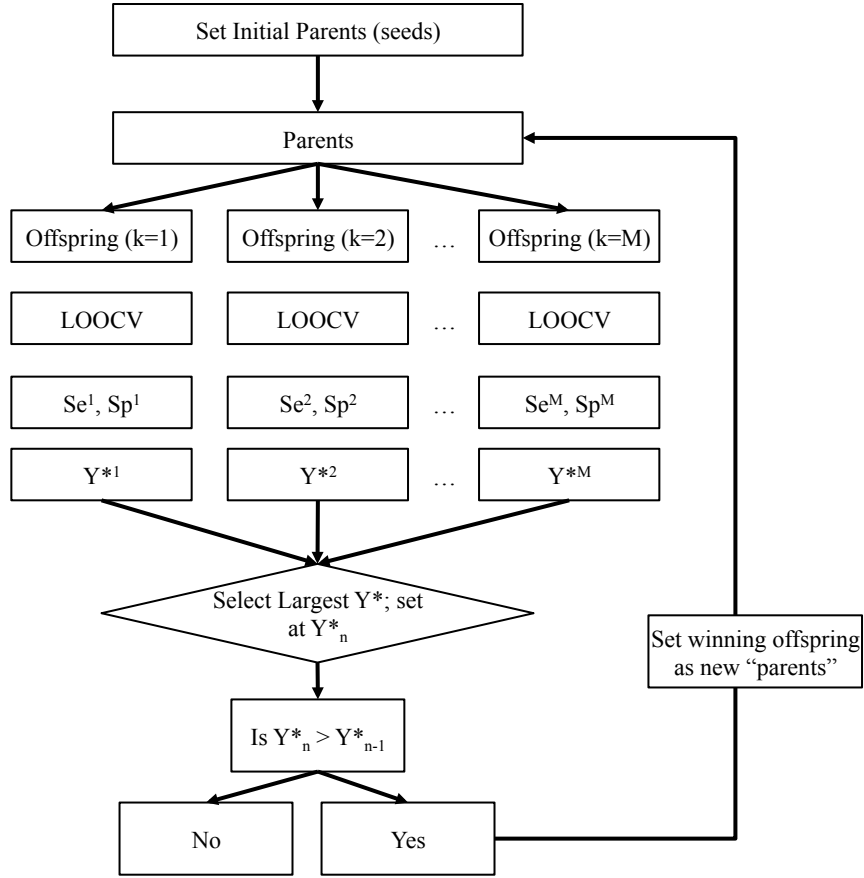 Set Initial Parents (seeds)
Parents
Offspring (k=1)
Offspring (k=2)
…
Offspring (k=M)
LOOCV
LOOCV
…
LOOCV
Se¹, Sp¹
Se², Sp²
…
Seᴹ, Spᴹ
Y*¹
Y*²
…
Y*ᴹ
Select Largest Y*; set
at Y*ₙ
Set winning offspring
as new “parents”
Is Y*ₙ > Y*ₙ₋₁
No
Yes